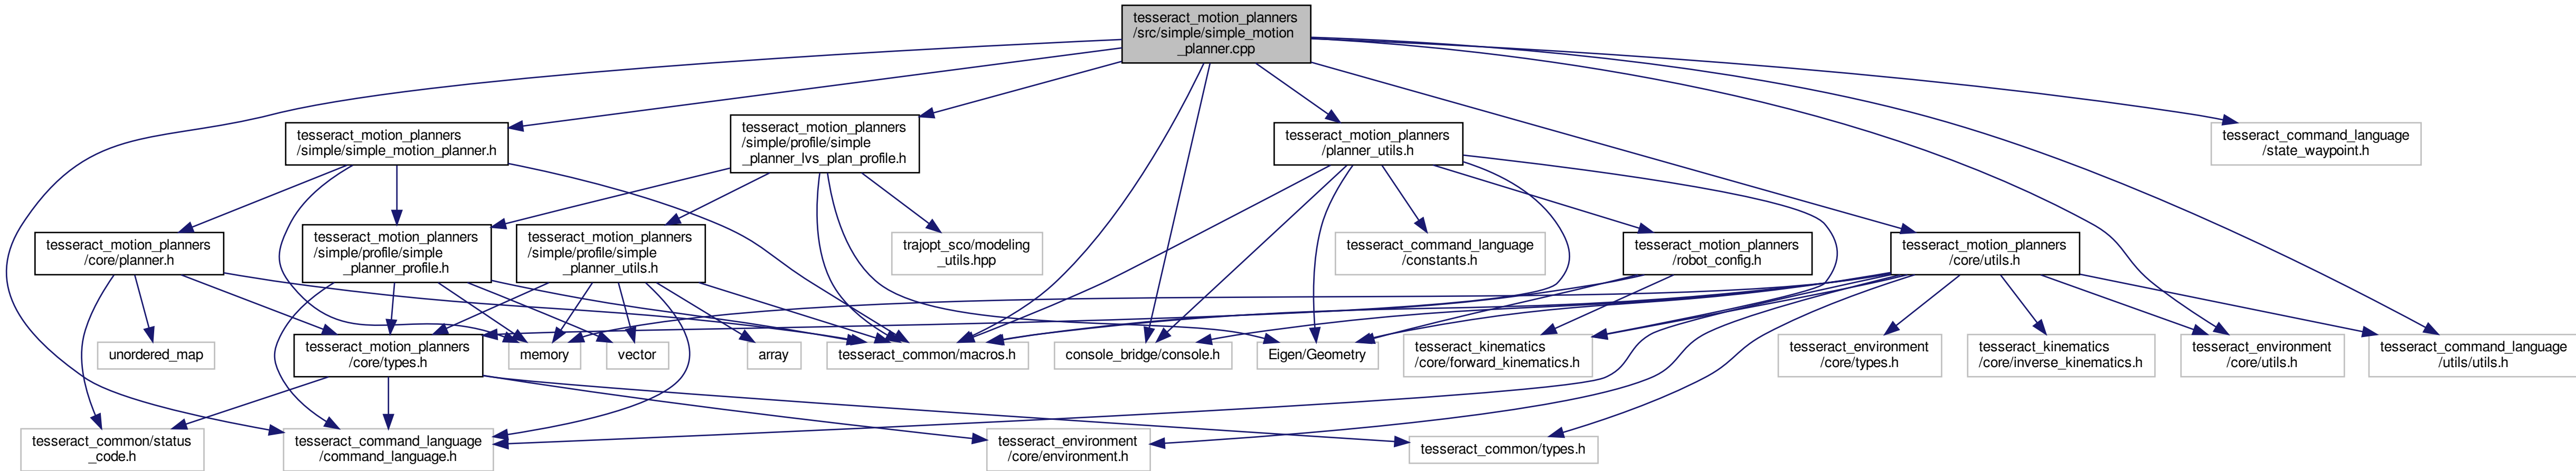 tesseract_motion_planners
/src/simple/simple_motion
_planner.cpp
tesseract_motion_planners
/simple/simple_motion_planner.h
tesseract_motion_planners
/simple/profile/simple
_planner_lvs_plan_profile.h
tesseract_motion_planners
/planner_utils.h
tesseract_command_language
/state_waypoint.h
tesseract_motion_planners
/core/planner.h
tesseract_motion_planners
/simple/profile/simple
_planner_profile.h
tesseract_motion_planners
/simple/profile/simple
_planner_utils.h
trajopt_sco/modeling
_utils.hpp
tesseract_command_language
/constants.h
tesseract_motion_planners
/robot_config.h
tesseract_motion_planners
/core/utils.h
unordered_map
tesseract_motion_planners
/core/types.h
memory
vector
array
tesseract_common/macros.h
console_bridge/console.h
Eigen/Geometry
tesseract_kinematics
/core/forward_kinematics.h
tesseract_environment
/core/types.h
tesseract_kinematics
/core/inverse_kinematics.h
tesseract_environment
/core/utils.h
tesseract_command_language
/utils/utils.h
tesseract_common/status
_code.h
tesseract_command_language
/command_language.h
tesseract_environment
/core/environment.h
tesseract_common/types.h